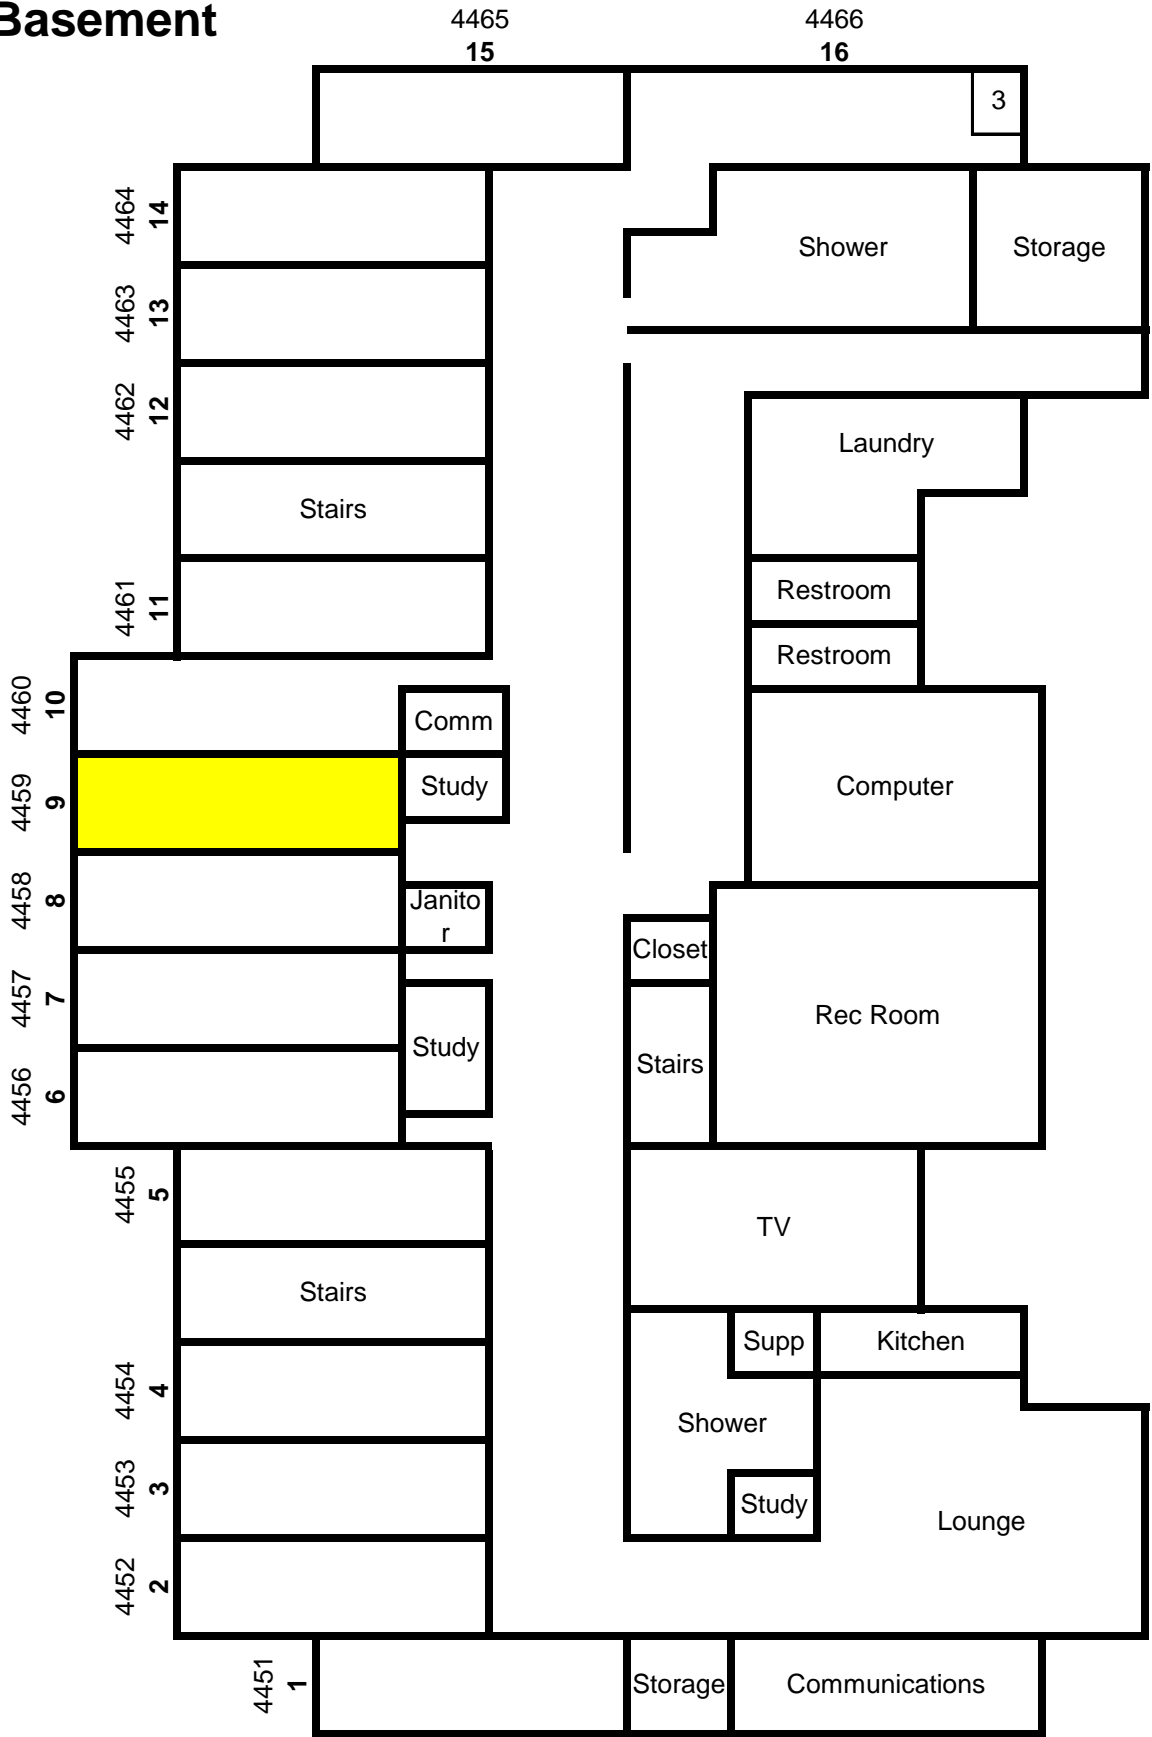 Basement
4465
15
4466
16
3
4464
14
Shower
Storage
4463
13
4462
12
Laundry
Stairs
4461
11
Restroom
Restroom
4460
10
Comm
4459
9
Study
Computer
4458
8
Janito
r
Closet
4457
7
Rec Room
Study
Stairs
4456
6
4455
5
TV
Stairs
Supp
Kitchen
4454
4
Shower
4453
3
Study
Lounge
4452
2
4451
1
Storage
Communications